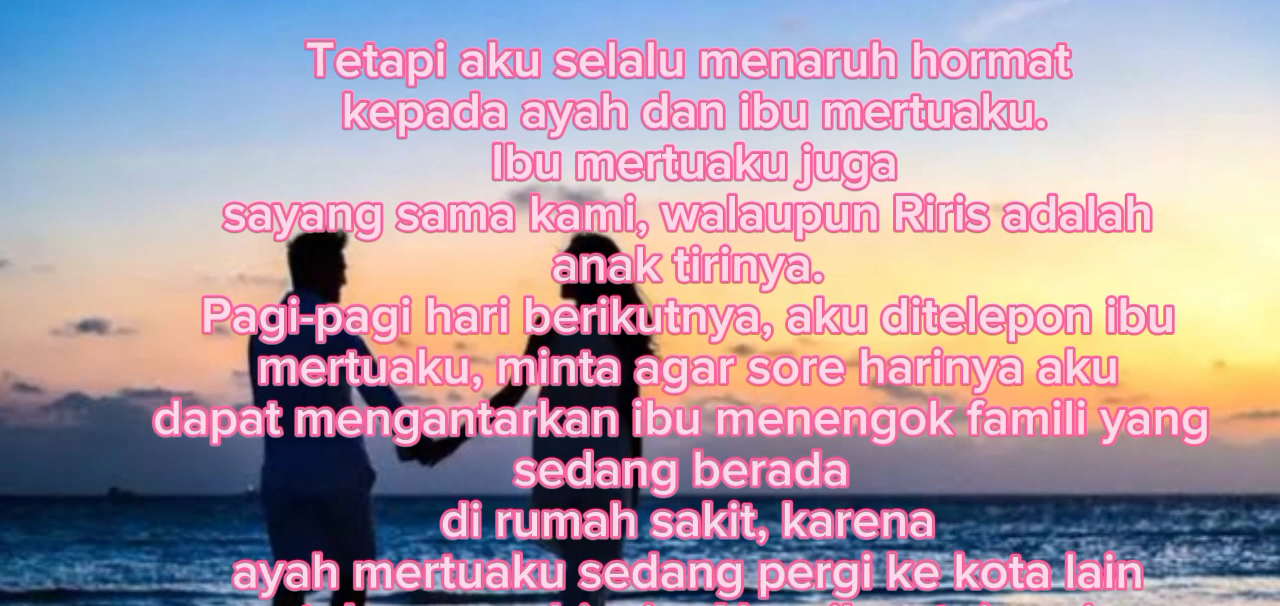 Tetapi aku selalu menaruh hormat
kepada ayah dan ibu mertuaku.
Ibu mertuaku juga
sayang sama kami, walaupun Riris adalah
anak tirinya.
Pagi-pagi hari berikutnya, aku ditelepon ibu
mertuaku, minta agar sore harinya aku
dapat mengantarkan ibu menengok famili yang
sedang berada
di rumah sakit, karena
ayah mertuaku sedang pergi ke kota lain